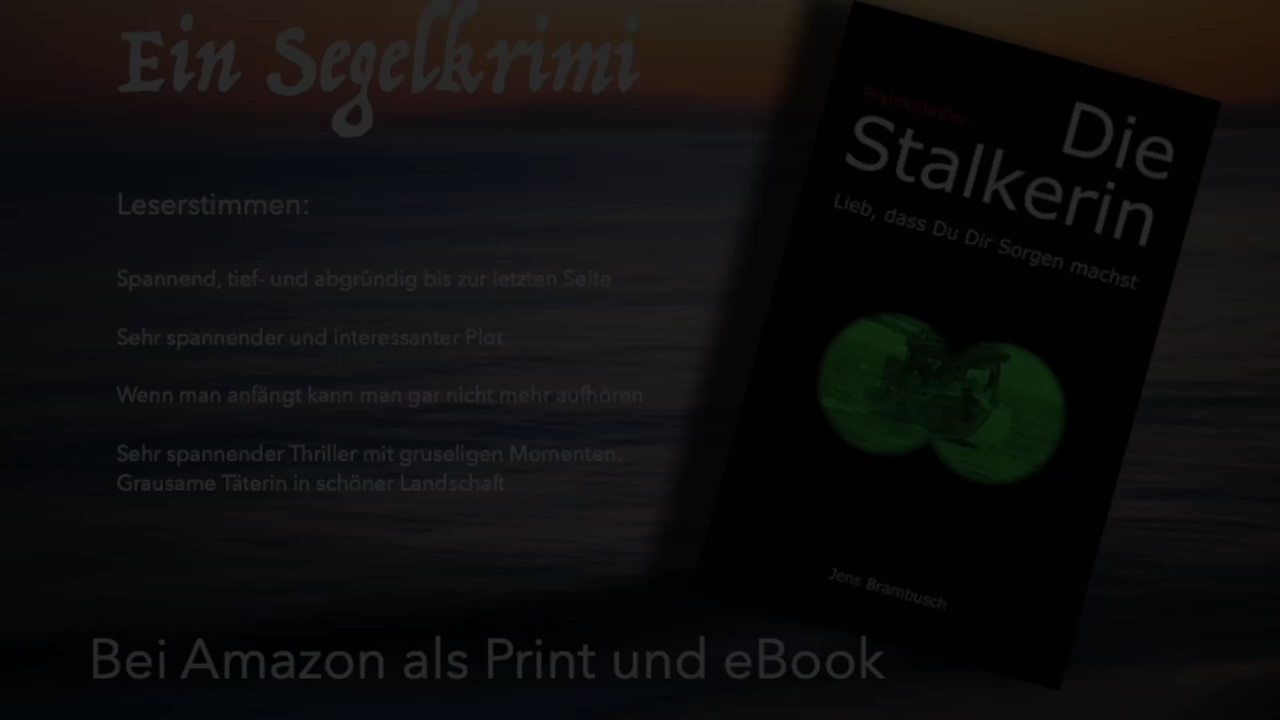 Ein Segelkrimi
Leserstimmen:
Spannend, tief- und abgründig bis zur letzten Seite
Sehr spannender und interessanter Plot
Wenn man anfängt kann man gar nicht mehr aufhören
Sehr spannender Thriller mit gruseligen Momenten.
Grausame Täterin in schöner Landschaft
Bei Amazon als Print und eBook
Psychothriller
Die
Stalkerin
Lieb, dass Du Dir Sorgen machst
Jens Brambusch